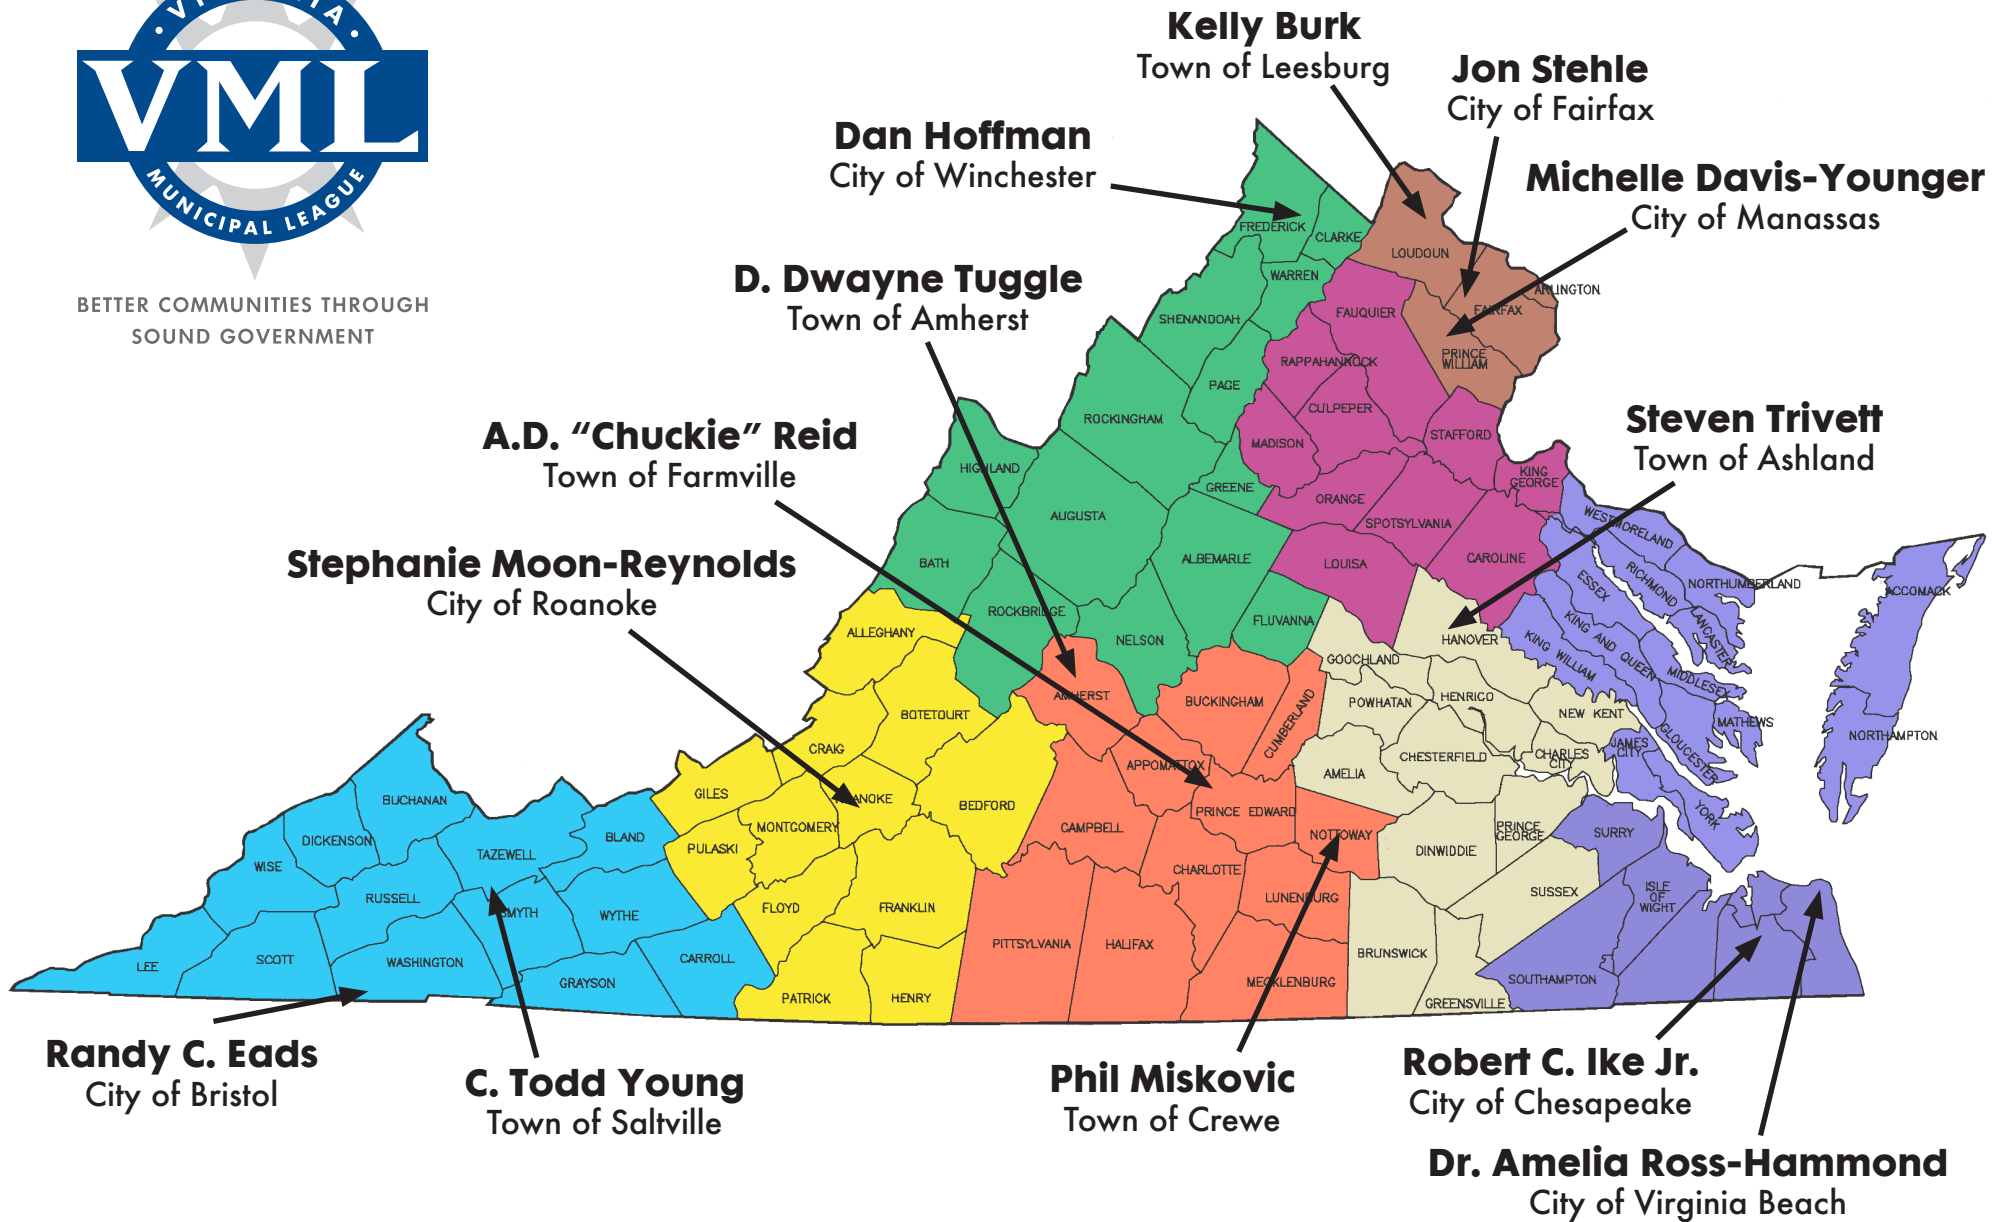 VIRGINIA
VML
MUNICIPAL LEAGUE
BETTER COMMUNITIES THROUGH
SOUND GOVERNMENT
Kelly Burk
Town of Leesburg
Jon Stehle
City of Fairfax
Dan Hoffman
City of Winchester
Michelle Davis-Younger
City of Manassas
D. Dwayne Tuggle
Town of Amherst
A.D. “Chuckie” Reid
Town of Farmville
Steven Trivett
Town of Ashland
Stephanie Moon-Reynolds
City of Roanoke
FREDERICK
CLARKE
LOUDOUN
WARREN
ARLINGTON
FAIRFAX
SHENANDOAH
FAUQUIER
PRINCE
WILLIAM
RAPPAHANNOCK
PAGE
CULPEPER
ROCKINGHAM
MADISON
STAFFORD
HIGHLAND
KING
GEORGE
GREENE
ORANGE
AUGUSTA
SPOTSYLVANIA
WESTMORELAND
BATH
ALBEMARLE
LOUISA
CAROLINE
ESSEX
RICHMOND
NORTHUMBERLAND
ACCOMACK
ROCKBRIDGE
NELSON
FLUVANNA
HANOVER
KING AND QUEEN
LANCASTER
ALLEGHANY
GOOCHLAND
KING WILLIAM
MIDDLESEX
AMHERST
BUCKINGHAM
CUMBERLAND
POWHATAN
HENRICO
NEW KENT
MATHEWS
NORTHAMPTON
BOTETOURT
CRAIG
APPOMATTOX
AMELIA
CHESTERFIELD
CHARLES
CITY
JAMES
CITY
GLOUCESTER
GILES
ROANOKE
BEDFORD
PRINCE EDWARD
YORK
BUCHANAN
DICKENSON
BLAND
MONTGOMERY
CAMPBELL
NOTTOWAY
PRINCE
GEORGE
SURRY
WISE
TAZEWELL
PULASKI
CHARLOTTE
DINWIDDIE
RUSSELL
SMYTH
WYTHE
FLOYD
FRANKLIN
LUNENBURG
SUSSEX
ISLE
OF
WIGHT
LEE
SCOTT
WASHINGTON
CARROLL
PITTSYLVANIA
HALIFAX
BRUNSWICK
GRAYSON
PATRICK
HENRY
MECKLENBURG
GREENSVILLE
SOUTHAMPTON
Randy C. Eads
City of Bristol
C. Todd Young
Town of Saltville
Phil Miskovic
Town of Crewe
Robert C. Ike Jr.
City of Chesapeake
Dr. Amelia Ross-Hammond
City of Virginia Beach